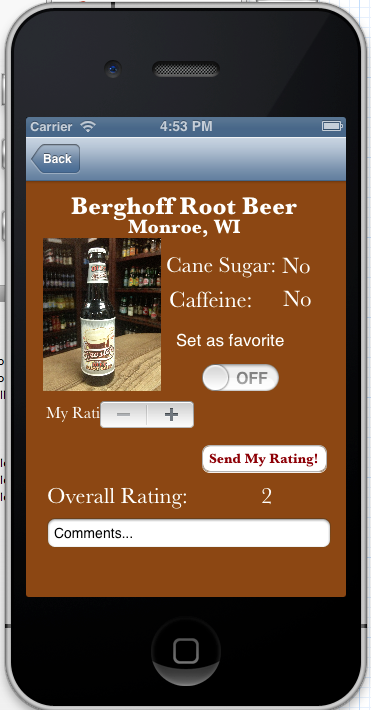 Carrier 4:53 PM
Back
Berghoff Root Beer
Monroe, WI
Cane Sugar: No
Caffeine: No
Set as favorite
OFF
My Rati
Send My Rating!
Overall Rating: 2
Comments...